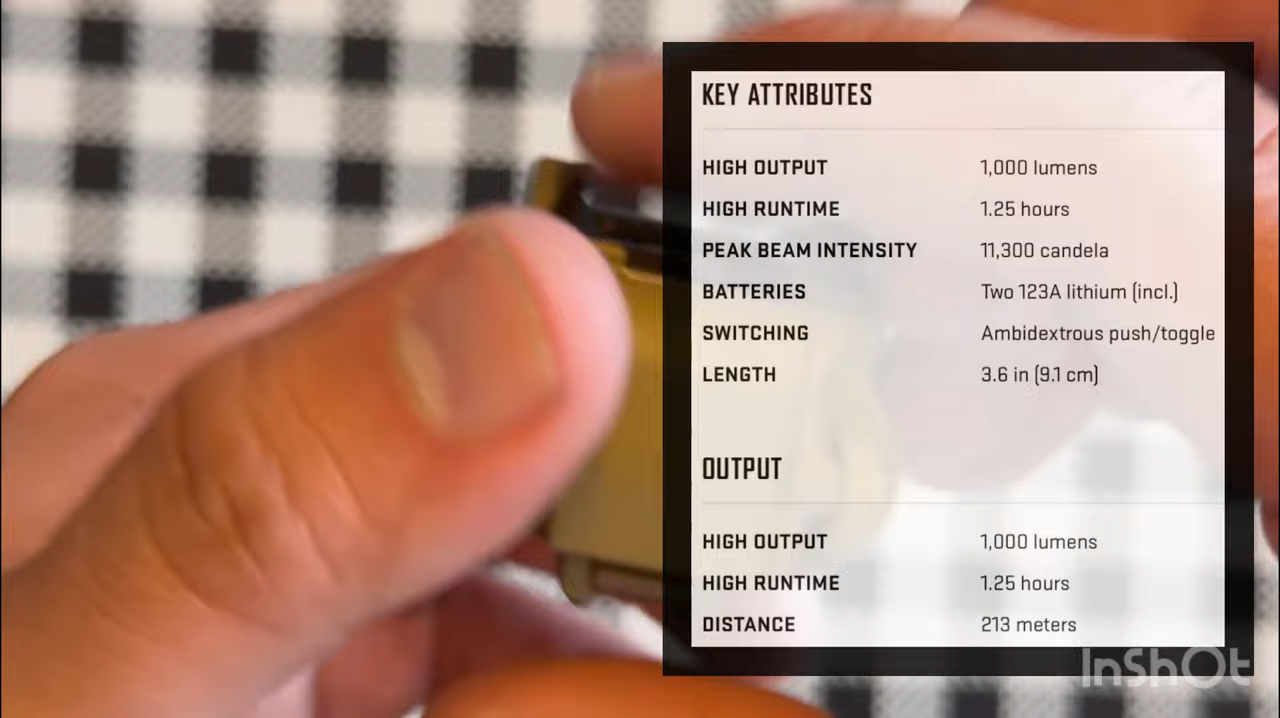 KEY ATTRIBUTES
HIGH OUTPUT 1,000 lumens
HIGH RUNTIME 1.25 hours
PEAK BEAM INTENSITY 11,300 candela
BATTERIES Two 123A lithium (incl.)
SWITCHING Ambidextrous push/toggle
LENGTH 3.6 in (9.1 cm)
OUTPUT
HIGH OUTPUT 1,000 lumens
HIGH RUNTIME 1.25 hours
DISTANCE 213 meters
InShOt